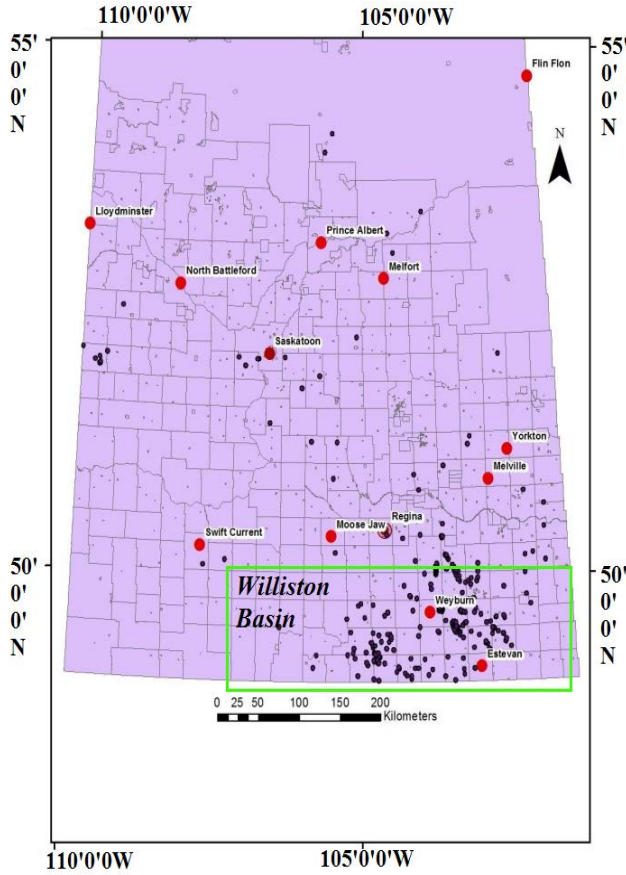 110°0'0"W
105°0'0"W
55°
0'
0"
N
55°
0'
0"
N
Flin Flon
N
Lloydminster
Prince Albert
North Battleford
Melfort
Saskatoon
Yorkton
Melville
Regina
Moose Jaw
Swift Current
50°
0'
0"
N
50°
0'
0"
N
Williston
Basin
Weyburn
Estevan
0 25 50 100 150 200
Kilometers
110°0'0"W
105°0'0"W